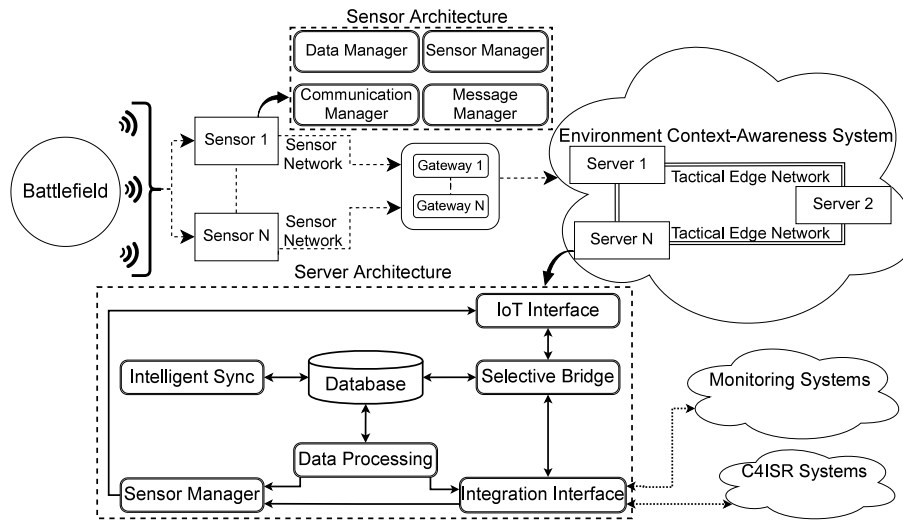 Sensor Architecture
Data Manager
Sensor Manager
Communication
Manager
Message
Manager
Battlefield
Sensor 1
Sensor
Network
Sensor N
Sensor
Network
Gateway 1
Gateway N
Environment Context-Awareness System
Server 1
Tactical Edge Network
Server 2
Server N
Tactical Edge Network
Server Architecture
IoT Interface
Intelligent Sync
Database
Selective Bridge
Data Processing
Sensor Manager
Integration Interface
Monitoring Systems
C4ISR Systems